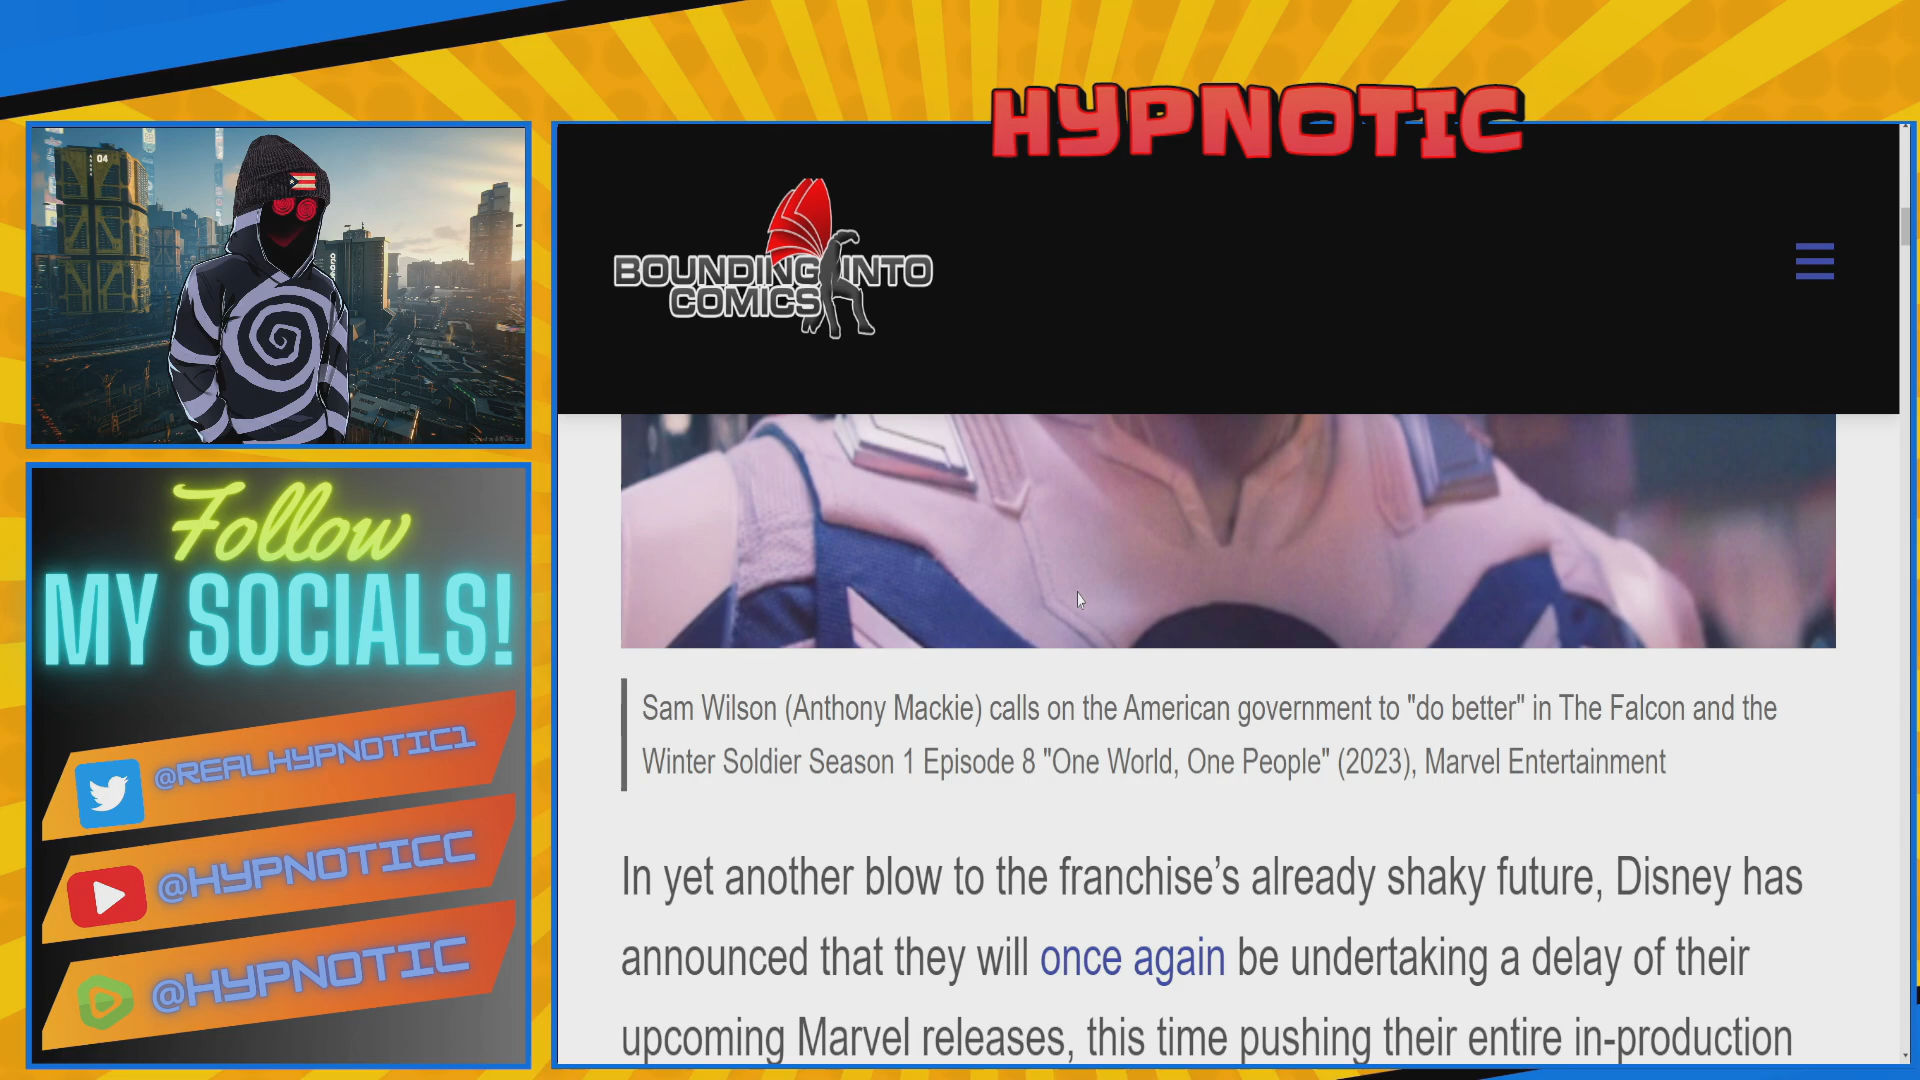 HYPNOTIC
04
BOUNDING INTO
COMICS
Follow
MY SOCIALS!
@REALHYPNOTIC1
@HYPNOTICC
@HYPNOTIC
Sam Wilson (Anthony Mackie) calls on the American government to "do better" in The Falcon and the
Winter Soldier Season 1 Episode 8 "One World, One People" (2023), Marvel Entertainment
In yet another blow to the franchise’s already shaky future, Disney has
announced that they will once again be undertaking a delay of their
upcoming Marvel releases, this time pushing their entire in-production